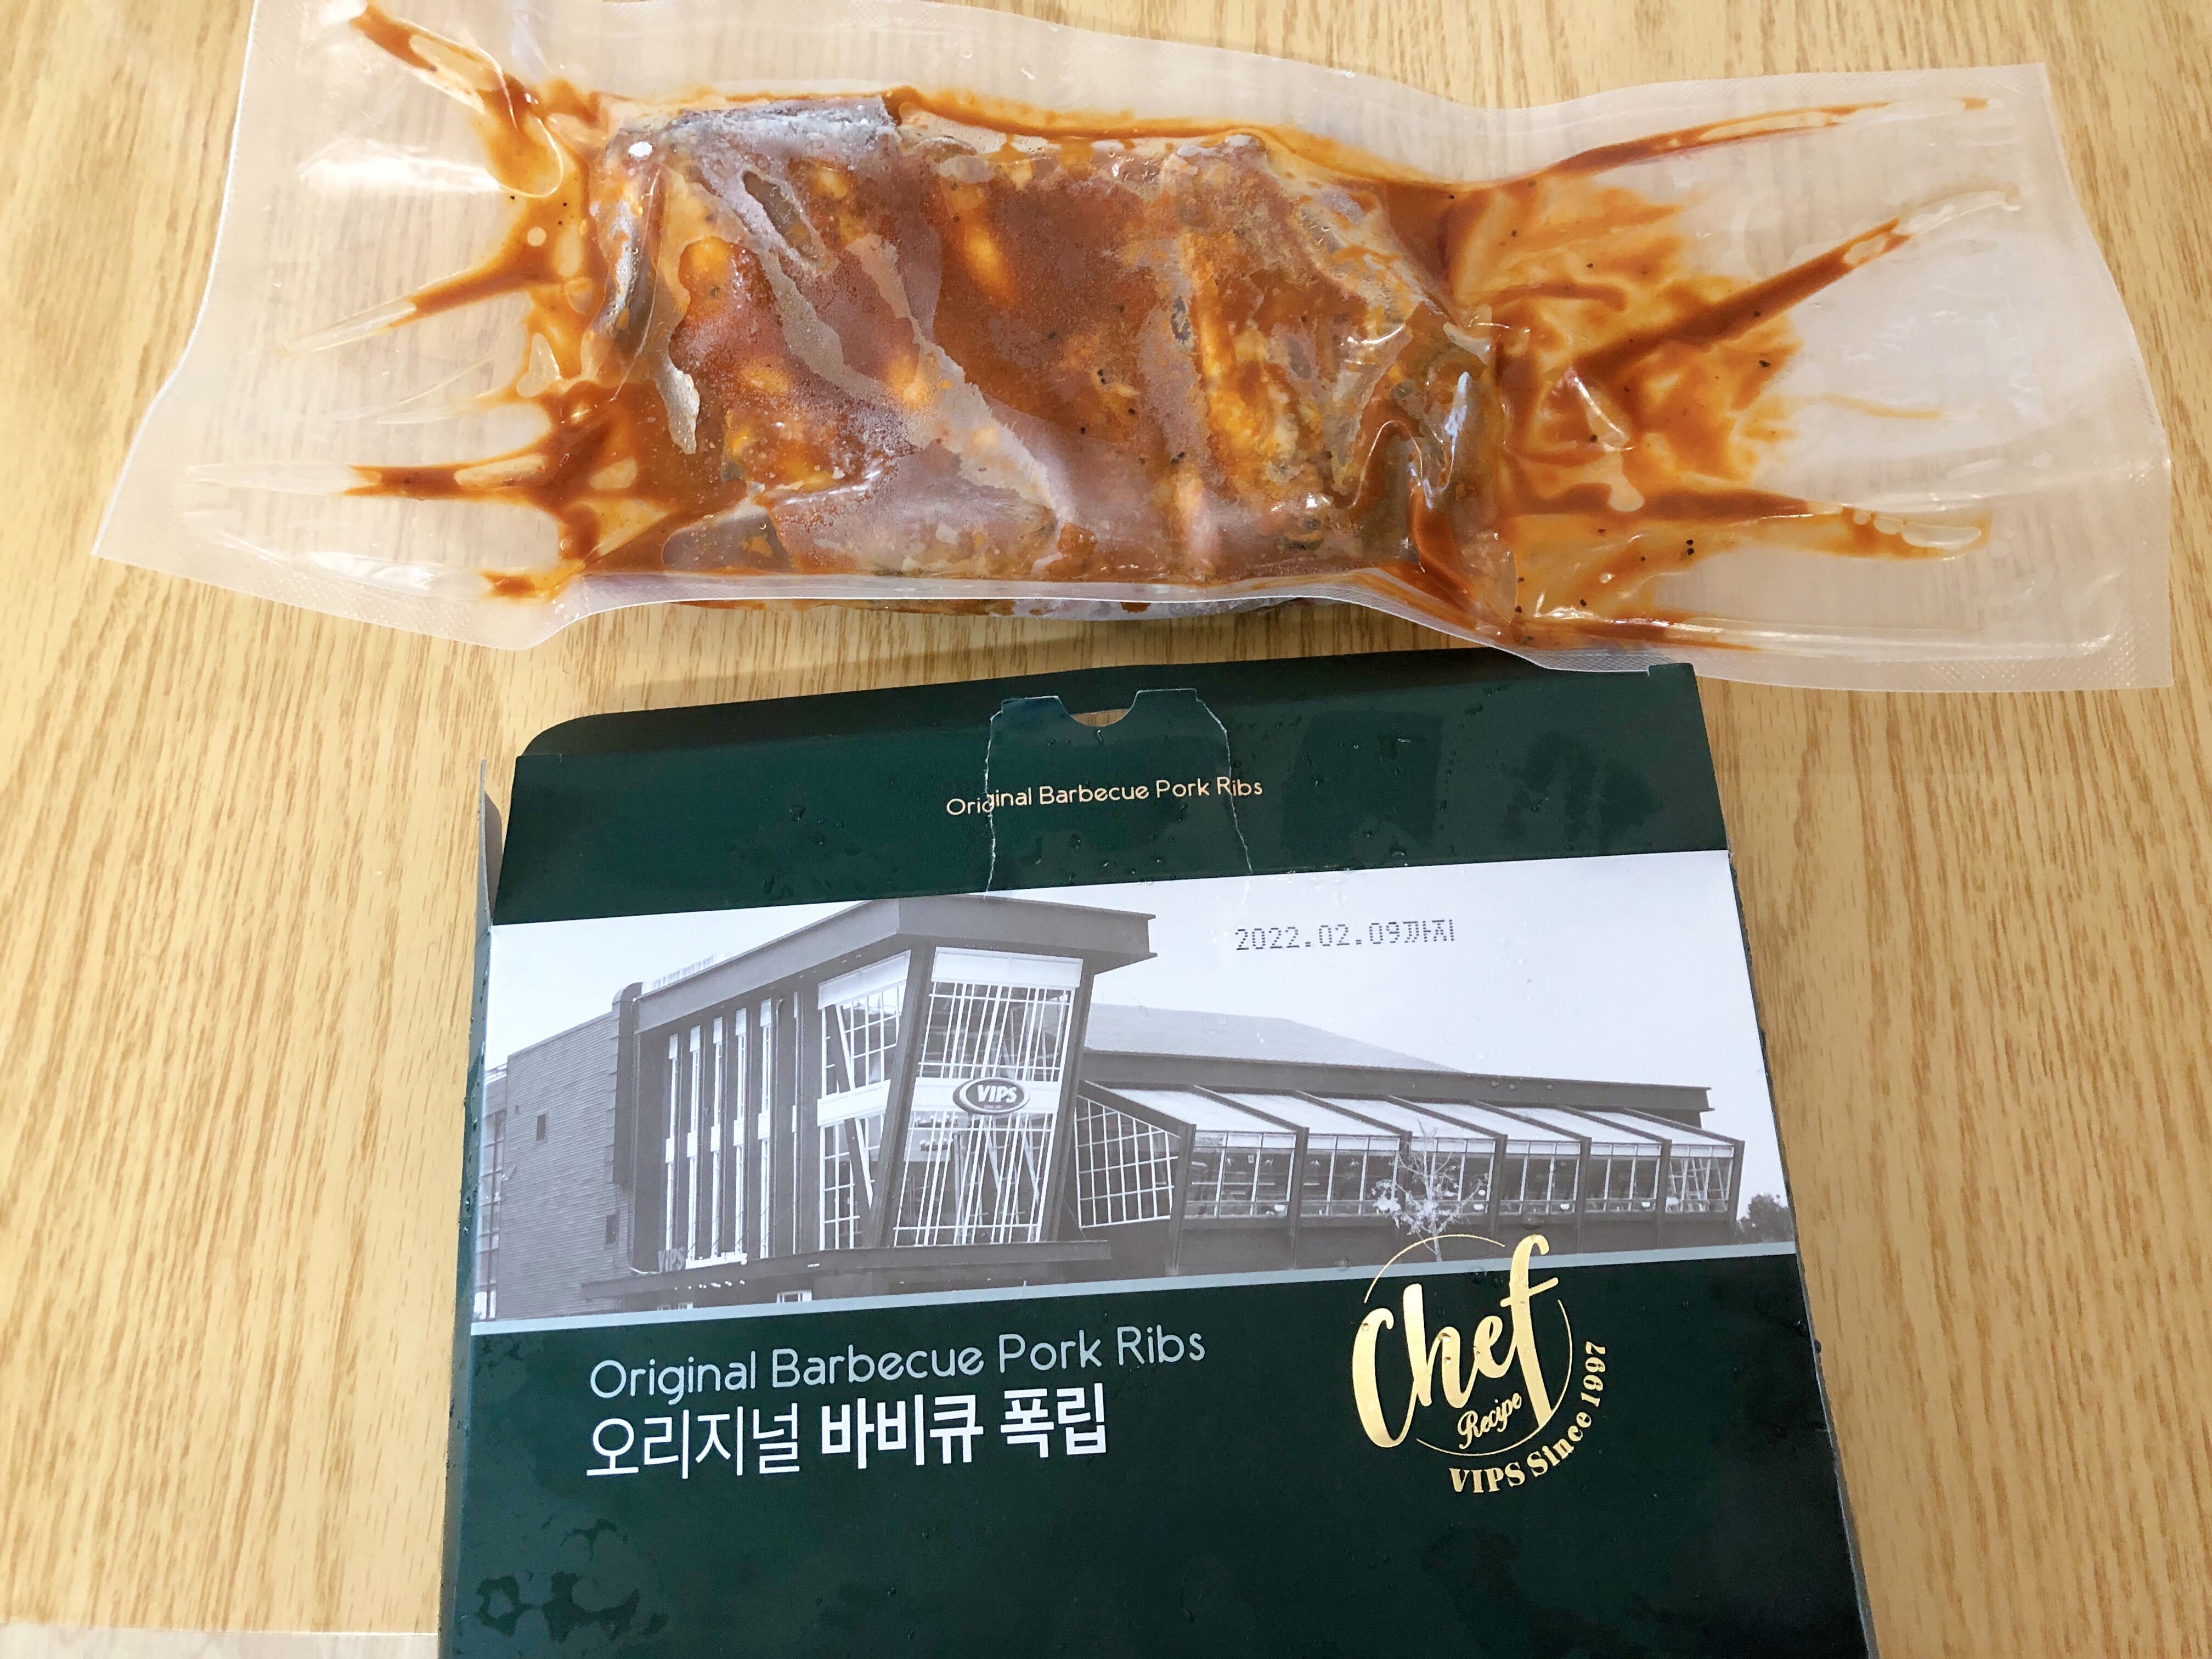 Original Barbecue Pork Ribs
2022.02.09까지
VIPS
VIPS
Original Barbecue Pork Ribs
오리지널 바비큐 폭립
Chef
Recipe
VIPS Since 1997